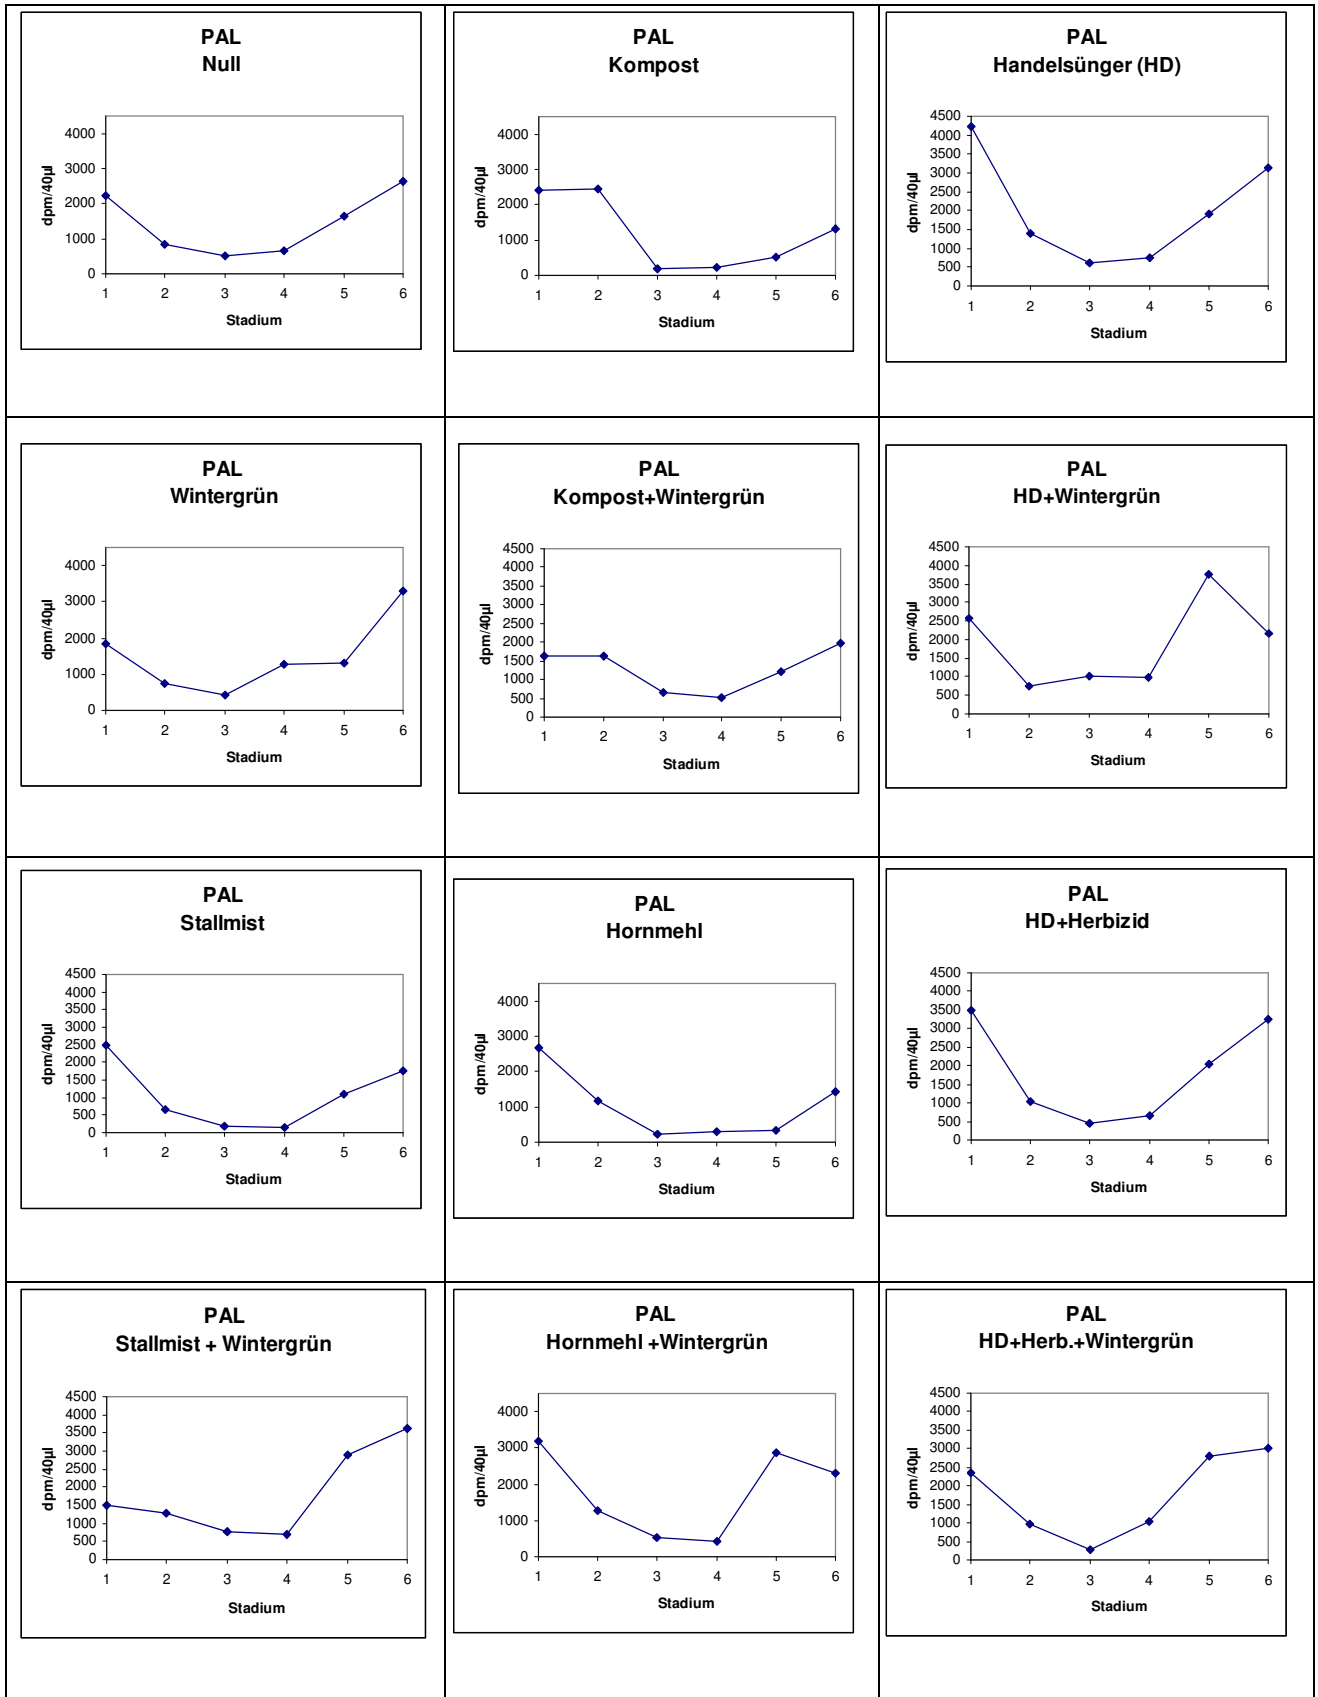 PAL
Null
dpm/40µl
4000
3000
2000
1000
0
1 2 3 4 5 6
Stadium
PAL
Kompost
dpm/40µl
4000
3000
2000
1000
0
1 2 3 4 5 6
Stadium
PAL
Handelsünger (HD)
dpm/40µl
4500
4000
3500
3000
2500
2000
1500
1000
500
0
1 2 3 4 5 6
Stadium
PAL
Wintergrün
dpm/40µl
4000
3000
2000
1000
0
1 2 3 4 5 6
Stadium
PAL
Kompost+Wintergrün
dpm/40µl
4500
4000
3500
3000
2500
2000
1500
1000
500
0
1 2 3 4 5 6
Stadium
PAL
HD+Wintergrün
dpm/40µl
4500
4000
3500
3000
2500
2000
1500
1000
500
0
1 2 3 4 5 6
Stadium
PAL
Stallmist
dpm/40µl
4500
4000
3500
3000
2500
2000
1500
1000
500
0
1 2 3 4 5 6
Stadium
PAL
Hornmehl
dpm/40µl
4000
3000
2000
1000
0
1 2 3 4 5 6
Stadium
PAL
HD+Herbizid
dpm/40µl
4500
4000
3500
3000
2500
2000
1500
1000
500
0
1 2 3 4 5 6
Stadium
PAL
Stallmist + Wintergrün
dpm/40µl
4500
4000
3500
3000
2500
2000
1500
1000
500
0
1 2 3 4 5 6
Stadium
PAL
Hornmehl +Wintergrün
dpm/40µl
4000
3000
2000
1000
0
1 2 3 4 5 6
Stadium
PAL
HD+Herb.+Wintergrün
dpm/40µl
4500
4000
3500
3000
2500
2000
1500
1000
500
0
1 2 3 4 5 6
Stadium